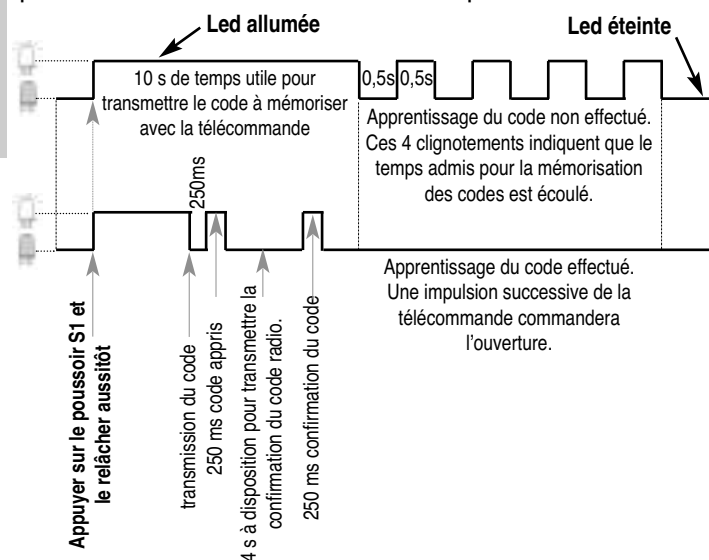 Led allumée
Led éteinte
10 s de temps utile pour
transmettre le code à mémoriser
avec la télécommande
0,5s 0,5s
Apprentissage du code non effectué.
Ces 4 clignotements indiquent que le
temps admis pour la mémorisation
des codes est écoulé.
250ms
Apprentissage du code effectué.
Une impulsion successive de la
télécommande commandera
l'ouverture.
Appuyer sur le poussoir S1 et
le relâcher aussitôt
transmission du code
250 ms code appris
4 s à disposition pour transmettre la
confirmation du code radio.
250 ms confirmation du code